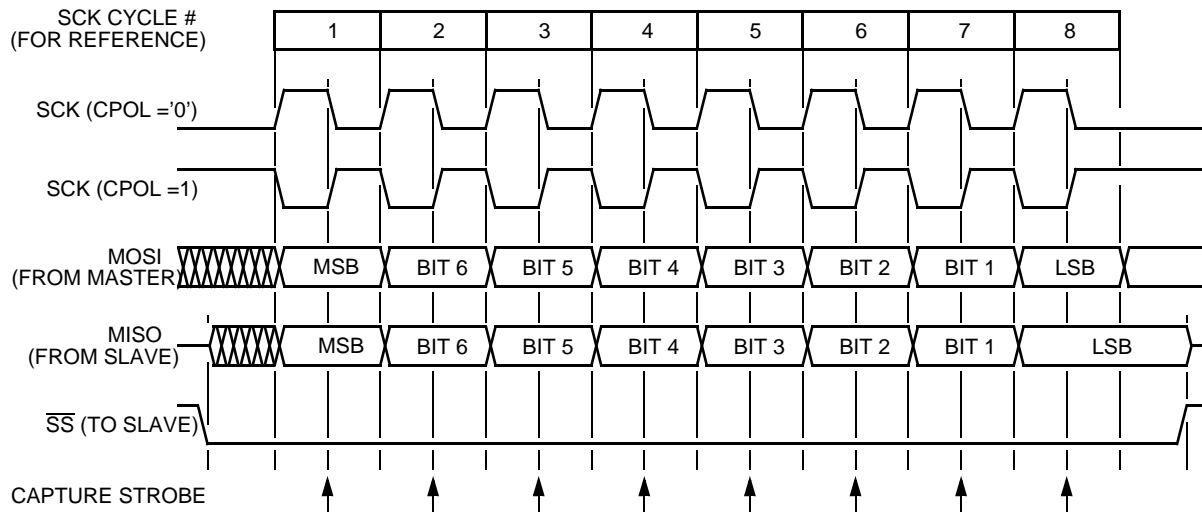 SCK CYCLE #
(FOR REFERENCE)
1 2 3 4 5 6 7 8
SCK (CPOL ='0')
SCK (CPOL =1)
MOSI
(FROM MASTER)
MSB BIT 6 BIT 5 BIT 4 BIT 3 BIT 2 BIT 1 LSB
MISO
(FROM SLAVE)
MSB BIT 6 BIT 5 BIT 4 BIT 3 BIT 2 BIT 1 LSB
S̅S̅ (TO SLAVE)
CAPTURE STROBE